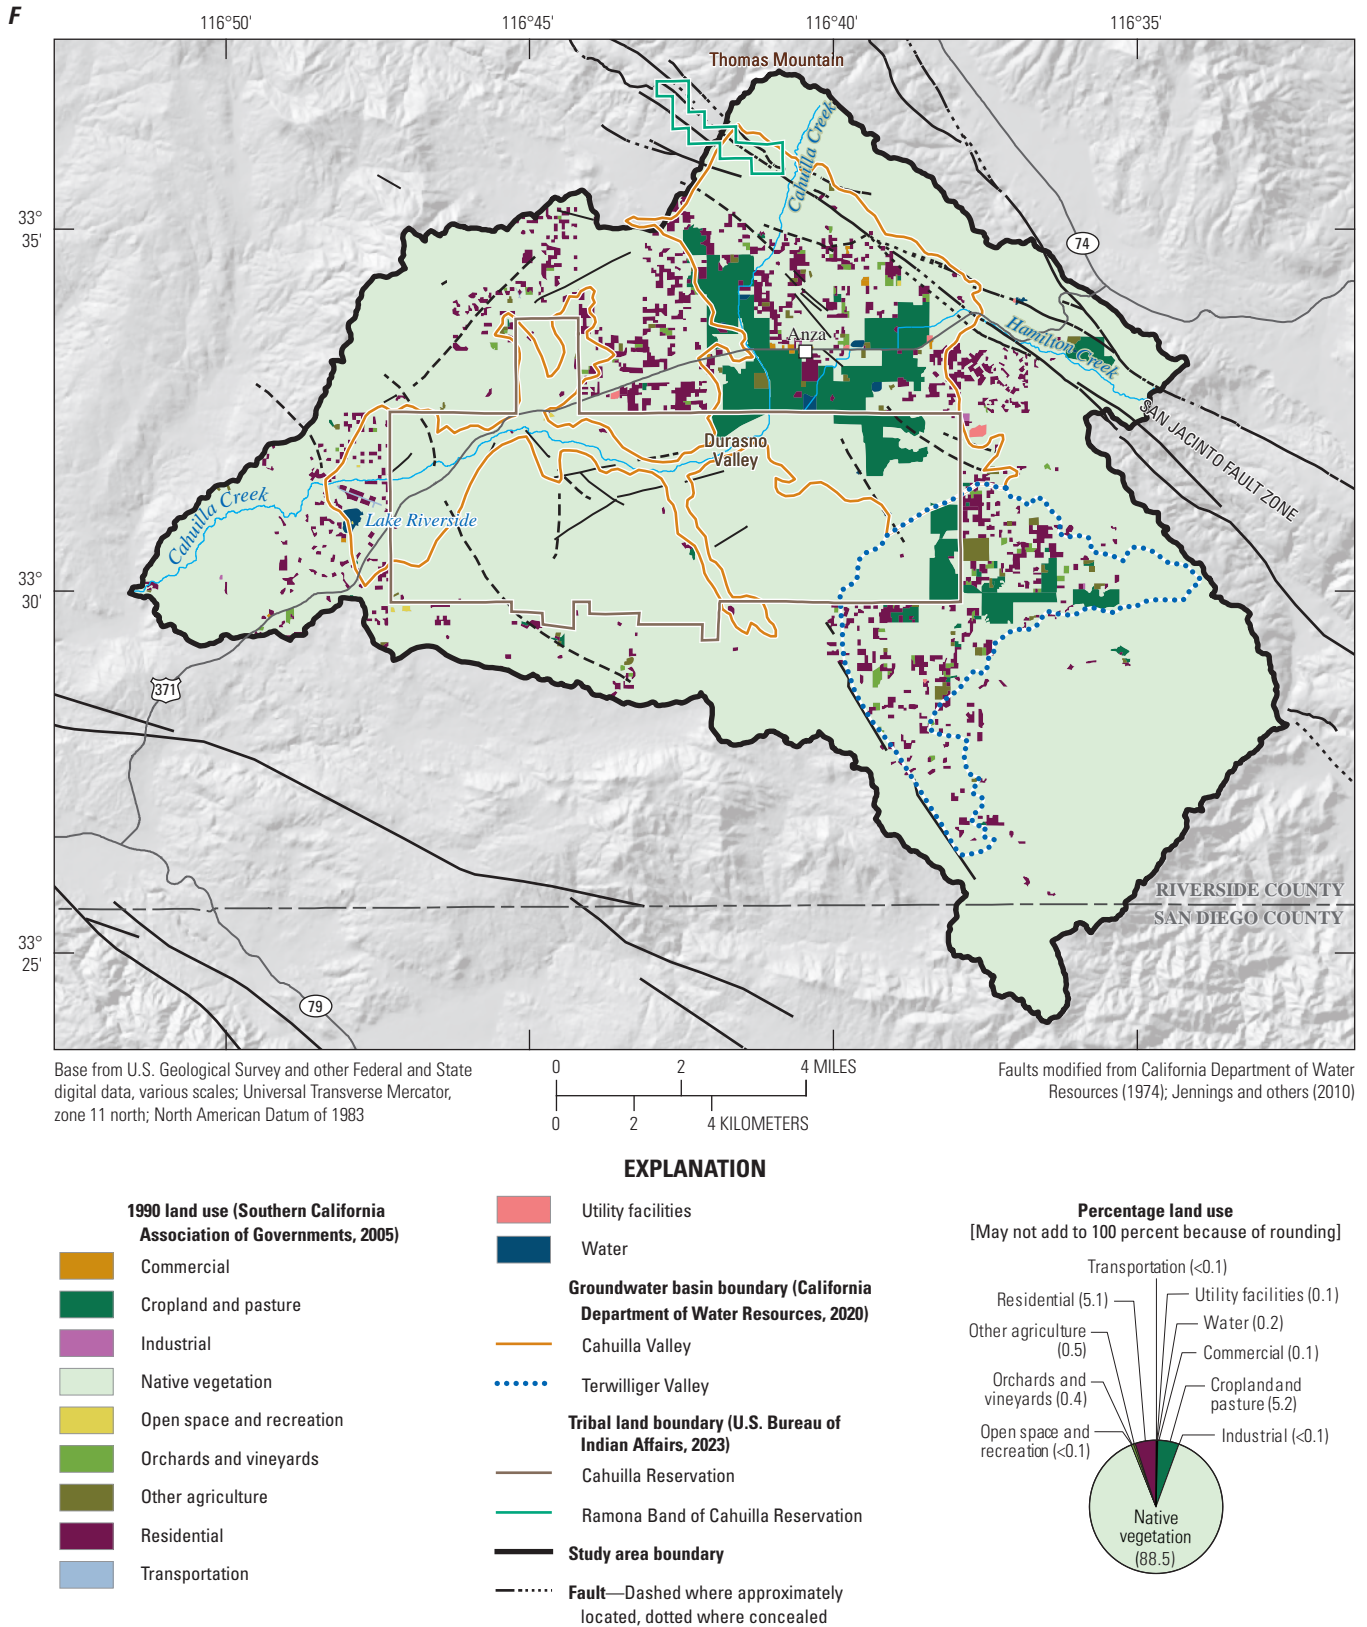 F
116°50'
116°45'
116°40'
116°35'
Thomas Mountain
Cahuilla Creek
33°
35'
74
Anza
Hamilton Creek
SAN JACINTO FAULT ZONE
Durasno
Valley
Cahuilla Creek
Lake Riverside
33°
30'
371
RIVERSIDE COUNTY
SAN DIEGO COUNTY
33°
25'
79
Base from U.S. Geological Survey and other Federal and State
digital data, various scales; Universal Transverse Mercator,
zone 11 north; North American Datum of 1983
0 2 4 MILES
0 2 4 KILOMETERS
Faults modified from California Department of Water
Resources (1974); Jennings and others (2010)
EXPLANATION
1990 land use (Southern California
Association of Governments, 2005)
Commercial
Cropland and pasture
Industrial
Native vegetation
Open space and recreation
Orchards and vineyards
Other agriculture
Residential
Transportation
Utility facilities
Water
Groundwater basin boundary (California
Department of Water Resources, 2020)
Cahuilla Valley
Terwilliger Valley
Tribal land boundary (U.S. Bureau of
Indian Affairs, 2023)
Cahuilla Reservation
Ramona Band of Cahuilla Reservation
Study area boundary
Fault—Dashed where approximately
located, dotted where concealed
Percentage land use
[May not add to 100 percent because of rounding]
Transportation (<0.1)
Residential (5.1)
Utility facilities (0.1)
Other agriculture
(0.5)
Water (0.2)
Commercial (0.1)
Orchards and
vineyards (0.4)
Cropland and
pasture (5.2)
Open space and
recreation (<0.1)
Industrial (<0.1)
Native
vegetation
(88.5)